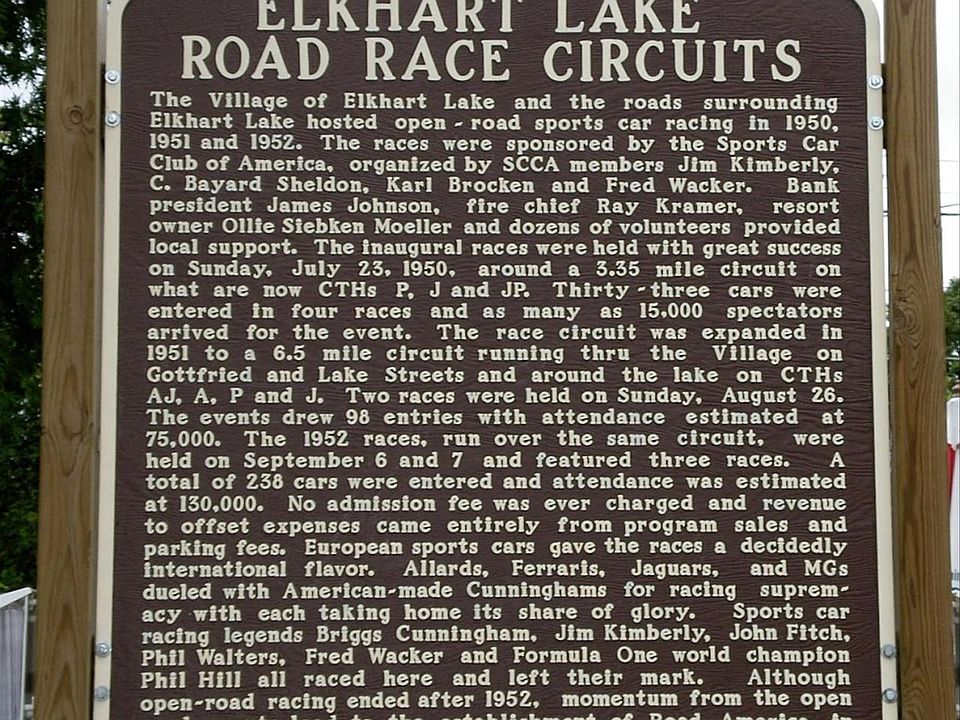 ELKHART LAKE
ROAD RACE CIRCUITS
The Village of Elkhart Lake and the roads surrounding
Elkhart Lake hosted open-road sports car racing in 1950,
1951 and 1952. The races were sponsored by the Sports Car
Club of America, organized by SCCA members Jim Kimberly,
C. Bayard Sheldon, Karl Brocken and Fred Wacker. Bank
president James Johnson, fire chief Ray Kramer, resort
owner Ollie Siebken Moeller and dozens of volunteers provided
local support. The inaugural races were held with great success
on Sunday, July 23, 1950, around a 3.35 mile circuit on
what are now CTHs P, J and JP. Thirty-three cars were
entered in four races and as many as 15,000 spectators
arrived for the event. The race circuit was expanded in
1951 to a 6.5 mile circuit running thru the Village on
Gottfried and Lake Streets and around the lake on CTHs
AJ, A, P and J. Two races were held on Sunday, August 26.
The events drew 98 entries with attendance estimated at
75,000. The 1952 races, run over the same circuit, were
held on September 6 and 7 and featured three races. A
total of 238 cars were entered and attendance was estimated
at 130,000. No admission fee was ever charged and revenue
to offset expenses came entirely from program sales and
parking fees. European sports cars gave the races a decidedly
international flavor. Allards, Ferraris, Jaguars, and MGs
dueled with American-made Cunninghams for racing suprem-
acy with each taking home its share of glory. Sports car
racing legends Briggs Cunningham, Jim Kimberly, John Fitch,
Phil Walters, Fred Wacker and Formula One world champion
Phil Hill all raced here and left their mark. Although
open-road racing ended after 1952, momentum from the open
to the establishment of Road America in